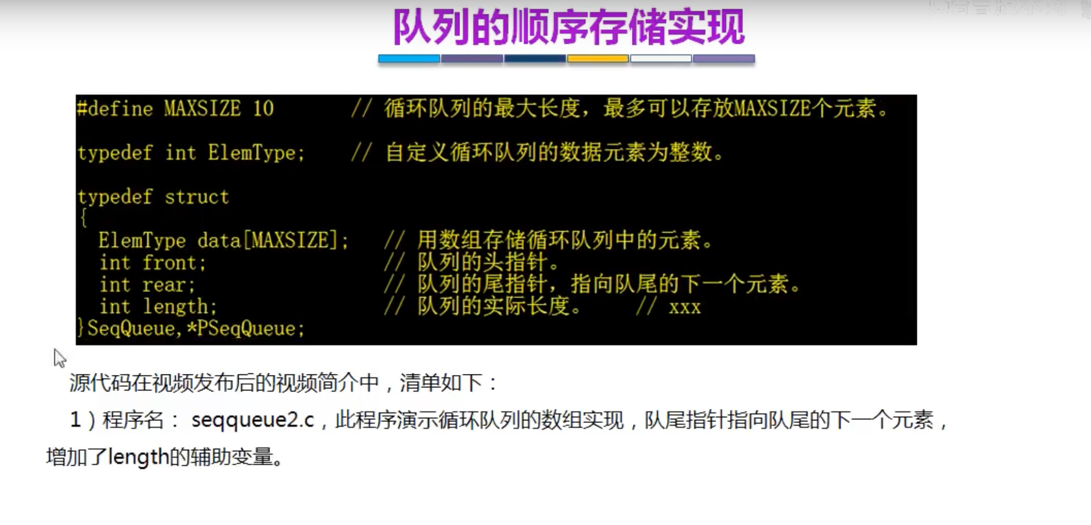 队列的顺序存储实现
#define MAXSIZE 10 // 循环队列的最大长度，最多可以存放MAXSIZE个元素。
typedef int ElemType; // 自定义循环队列的数据元素为整数。
typedef struct
{
ElemType data[MAXSIZE]; // 用数组存储循环队列中的元素。
int front; // 队列的头指针。
int rear; // 队列的尾指针，指向队尾的下一个元素。
int length; // 队列的实际长度。 // xxx
}SeqQueue,*PSeqQueue;
源代码在视频发布后的视频简介中，清单如下：
1）程序名： seqqueue2.c，此程序演示循环队列的数组实现，队尾指针指向队尾的下一个元素，
增加了length的辅助变量。